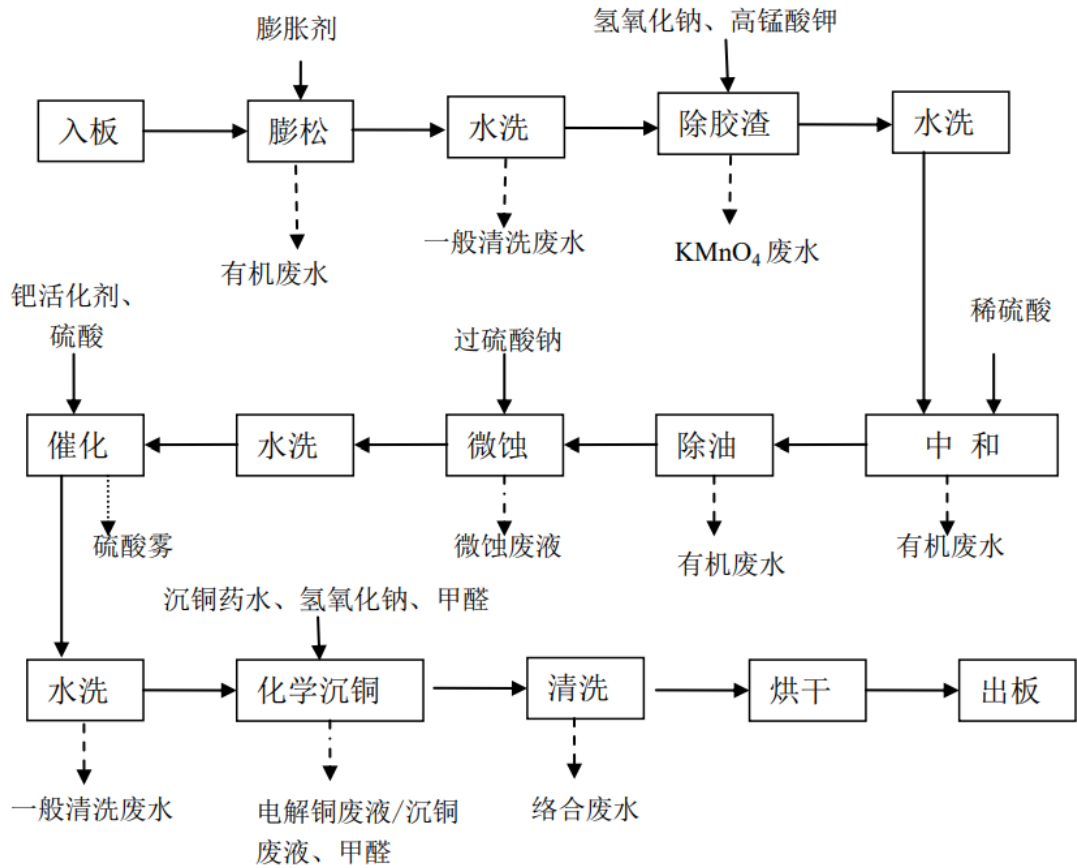 膨胀剂
氢氧化钠、高锰酸钾
入板
膨松
水洗
除胶渣
水洗
一般清洗废水
KMnO₄废水
有机废水
钯活化剂、
硫酸
过硫酸钠
稀硫酸
催化
水洗
微蚀
除油
中 和
硫酸雾
微蚀废液
有机废水
有机废水
沉铜药水、氢氧化钠、甲醛
水洗
化学沉铜
清洗
烘干
出板
一般清洗废水
电解铜废液/沉铜
废液、甲醛
络合废水